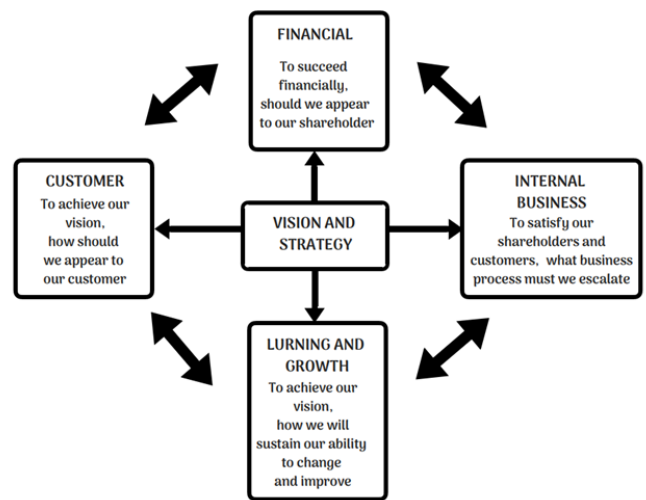 FINANCIAL
To succeed
financially,
should we appear
to our shareholder
CUSTOMER
To achieve our
vision,
how should
we appear to
our customer
VISION AND
STRATEGY
INTERNAL
BUSINESS
To satisfy our
shareholders and
customers, what business
process must we escalate
LURNING AND
GROWTH
To achieve our
vision,
how we will
sustain our ability
to change
and improve